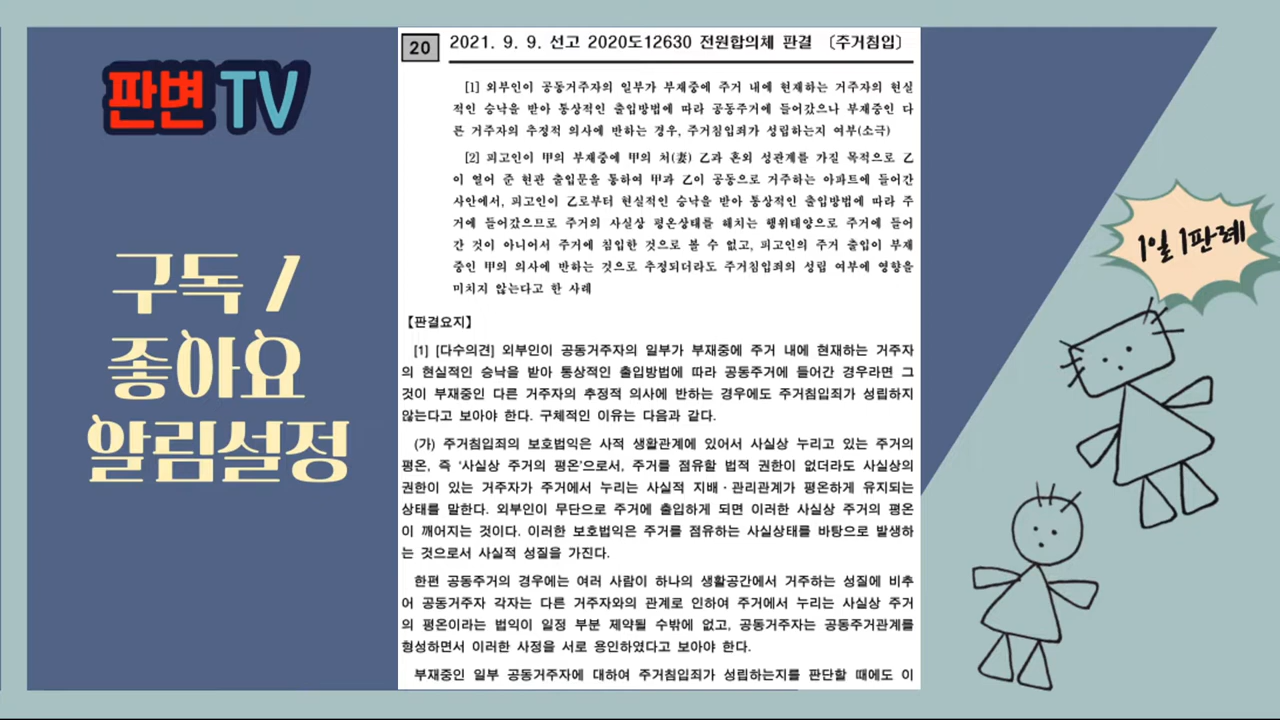 판변 TV
구독 /
좋아요
알림설정
20 2021. 9. 9. 선고 2020도12630 전원합의체 판결 〔주거침입〕
[1] 외부인이 공동거주자의 일부가 부재중에 주거 내에 현재하는 거주자의 현실
적인 승낙을 받아 통상적인 출입방법에 따라 공동주거에 들어갔으나 부재중인 다
른 거주자의 추정적 의사에 반하는 경우, 주거침입죄가 성립하는지 여부(소극)
[2] 피고인이 甲의 부재중에 甲의 처(妻) 乙과 혼외 성관계를 가질 목적으로 乙
이 열어 준 현관 출입문을 통하여 甲과 乙이 공동으로 거주하는 아파트에 들어간
사안에서, 피고인이 乙로부터 현실적인 승낙을 받아 통상적인 출입방법에 따라 주
거에 들어갔으므로 주거의 사실상 평온상태를 해치는 행위태양으로 주거에 들어
간 것이 아니어서 주거에 침입한 것으로 볼 수 없고, 피고인의 주거 출입이 부재
중인 甲의 의사에 반하는 것으로 추정되더라도 주거침입죄의 성립 여부에 영향을
미치지 않는다고 한 사례
【판결요지】
[1] [다수의견] 외부인이 공동거주자의 일부가 부재중에 주거 내에 현재하는 거주자
의 현실적인 승낙을 받아 통상적인 출입방법에 따라 공동주거에 들어간 경우라면 그
것이 부재중인 다른 거주자의 추정적 의사에 반하는 경우에도 주거침입죄가 성립하지
않는다고 보아야 한다. 구체적인 이유는 다음과 같다.
(가) 주거침입죄의 보호법익은 사적 생활관계에 있어서 사실상 누리고 있는 주거의
평온, 즉 '사실상 주거의 평온'으로서, 주거를 점유할 법적 권한이 없더라도 사실상의
권한이 있는 거주자가 주거에서 누리는 사실적 지배·관리관계가 평온하게 유지되는
상태를 말한다. 외부인이 무단으로 주거에 출입하게 되면 이러한 사실상 주거의 평온
이 깨어지는 것이다. 이러한 보호법익은 주거를 점유하는 사실상태를 바탕으로 발생하
는 것으로서 사실적 성질을 가진다.
한편 공동주거의 경우에는 여러 사람이 하나의 생활공간에서 거주하는 성질에 비추
어 공동거주자 각자는 다른 거주자와의 관계로 인하여 주거에서 누리는 사실상 주거
의 평온이라는 법익이 일정 부분 제약될 수밖에 없고, 공동거주자는 공동주거관계를
형성하면서 이러한 사정을 서로 용인하였다고 보아야 한다.
부재중인 일부 공동거주자에 대하여 주거침입죄가 성립하는지를 판단할 때에도 이
1일 1판례